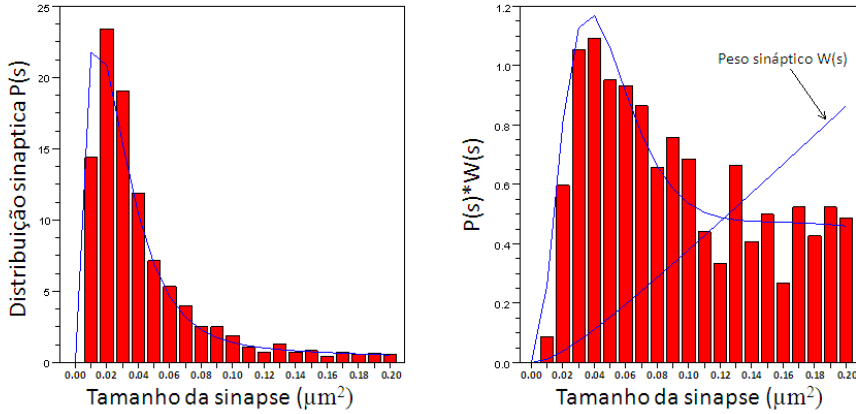 Distribuição sinaptica P(s)
25
20
15
10
5
0
0.00 0.02 0.04 0.06 0.08 0.10 0.12 0.14 0.16 0.18 0.20
Tamanho da sinapse (μm²)
P(s)*W(s)
1.2
1.0
0.8
0.6
0.4
0.2
0.0
Peso sináptico W(s)
0.00 0.02 0.04 0.06 0.08 0.10 0.12 0.14 0.16 0.18 0.20
Tamanho da sinapse (μm²)